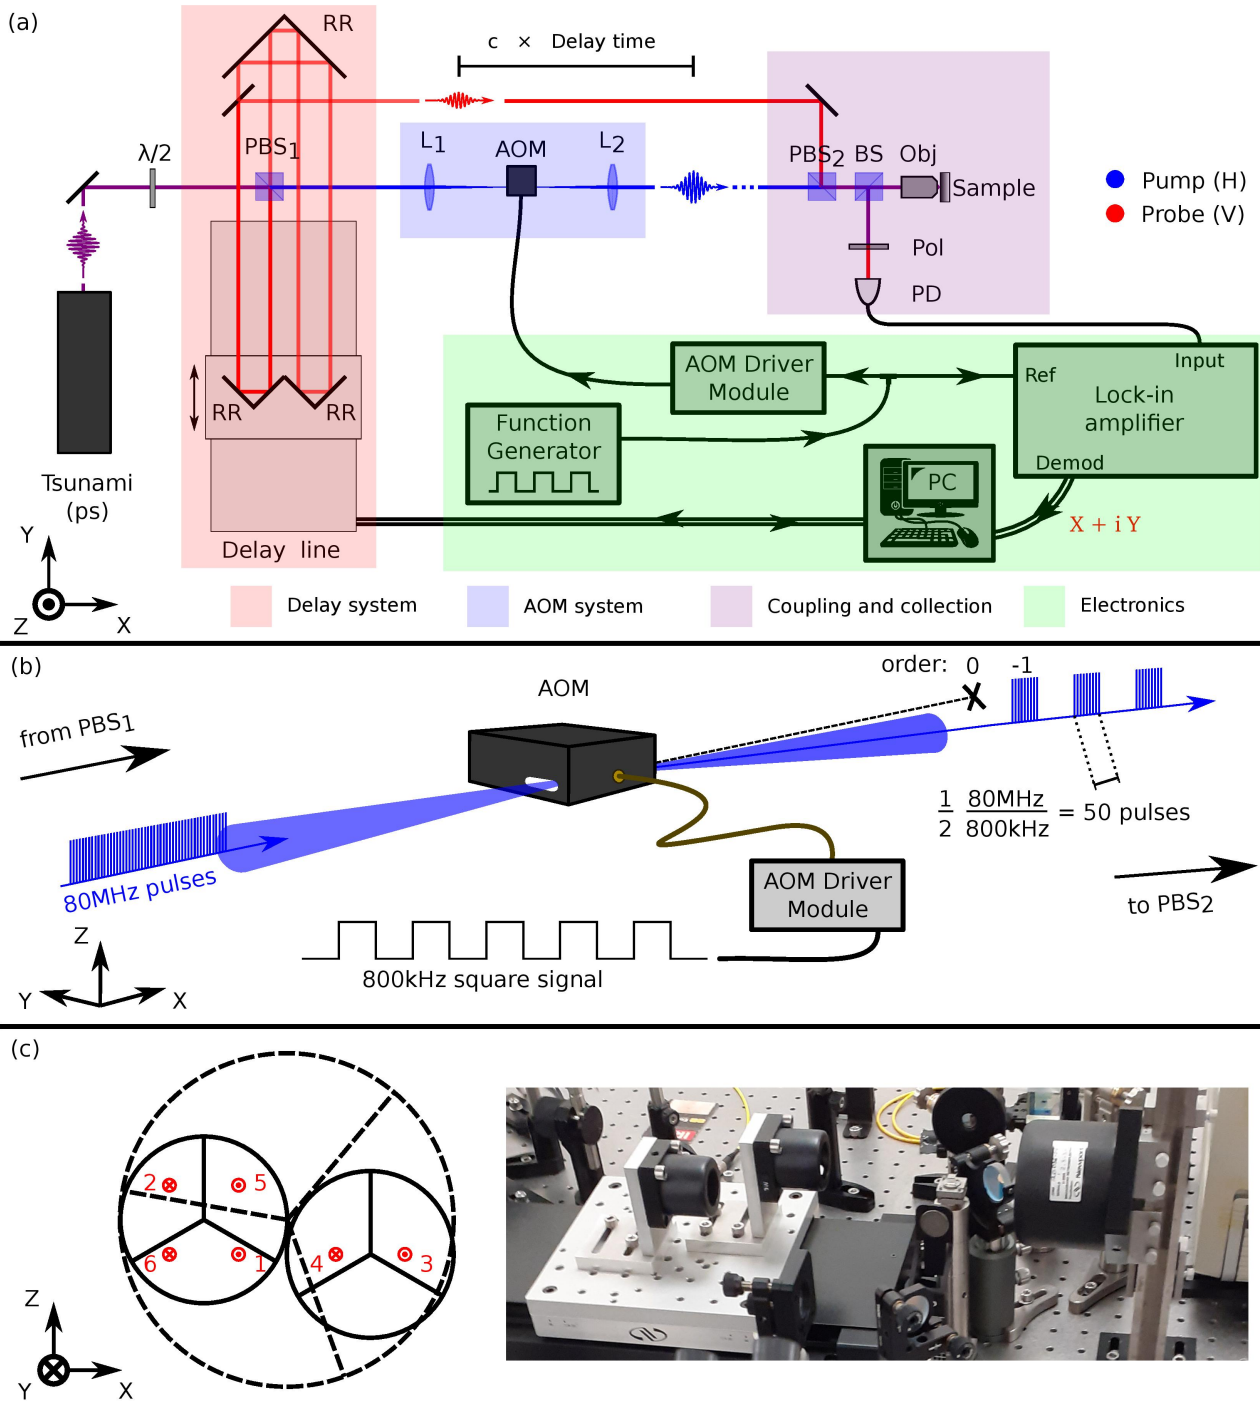 (a)
RR
c × Delay time
λ/2
PBS1
L1
AOM
L2
PBS2
BS
Obj
Sample
Pump (H)
Probe (V)
Pol
PD
RR
RR
AOM Driver
Module
Ref
Input
Lock-in
amplifier
Demod
Function
Generator
PC
X + i Y
Tsunami
(ps)
Delay line
Y
Z
X
Delay system
AOM system
Coupling and collection
Electronics
(b)
order: 0 -1
AOM
from PBS1
80MHz pulses
1/2 80MHz/800kHz = 50 pulses
AOM Driver
Module
to PBS2
800kHz square signal
Z
Y
X
(c)
2
5
6
1
4
3
Z
Y
X